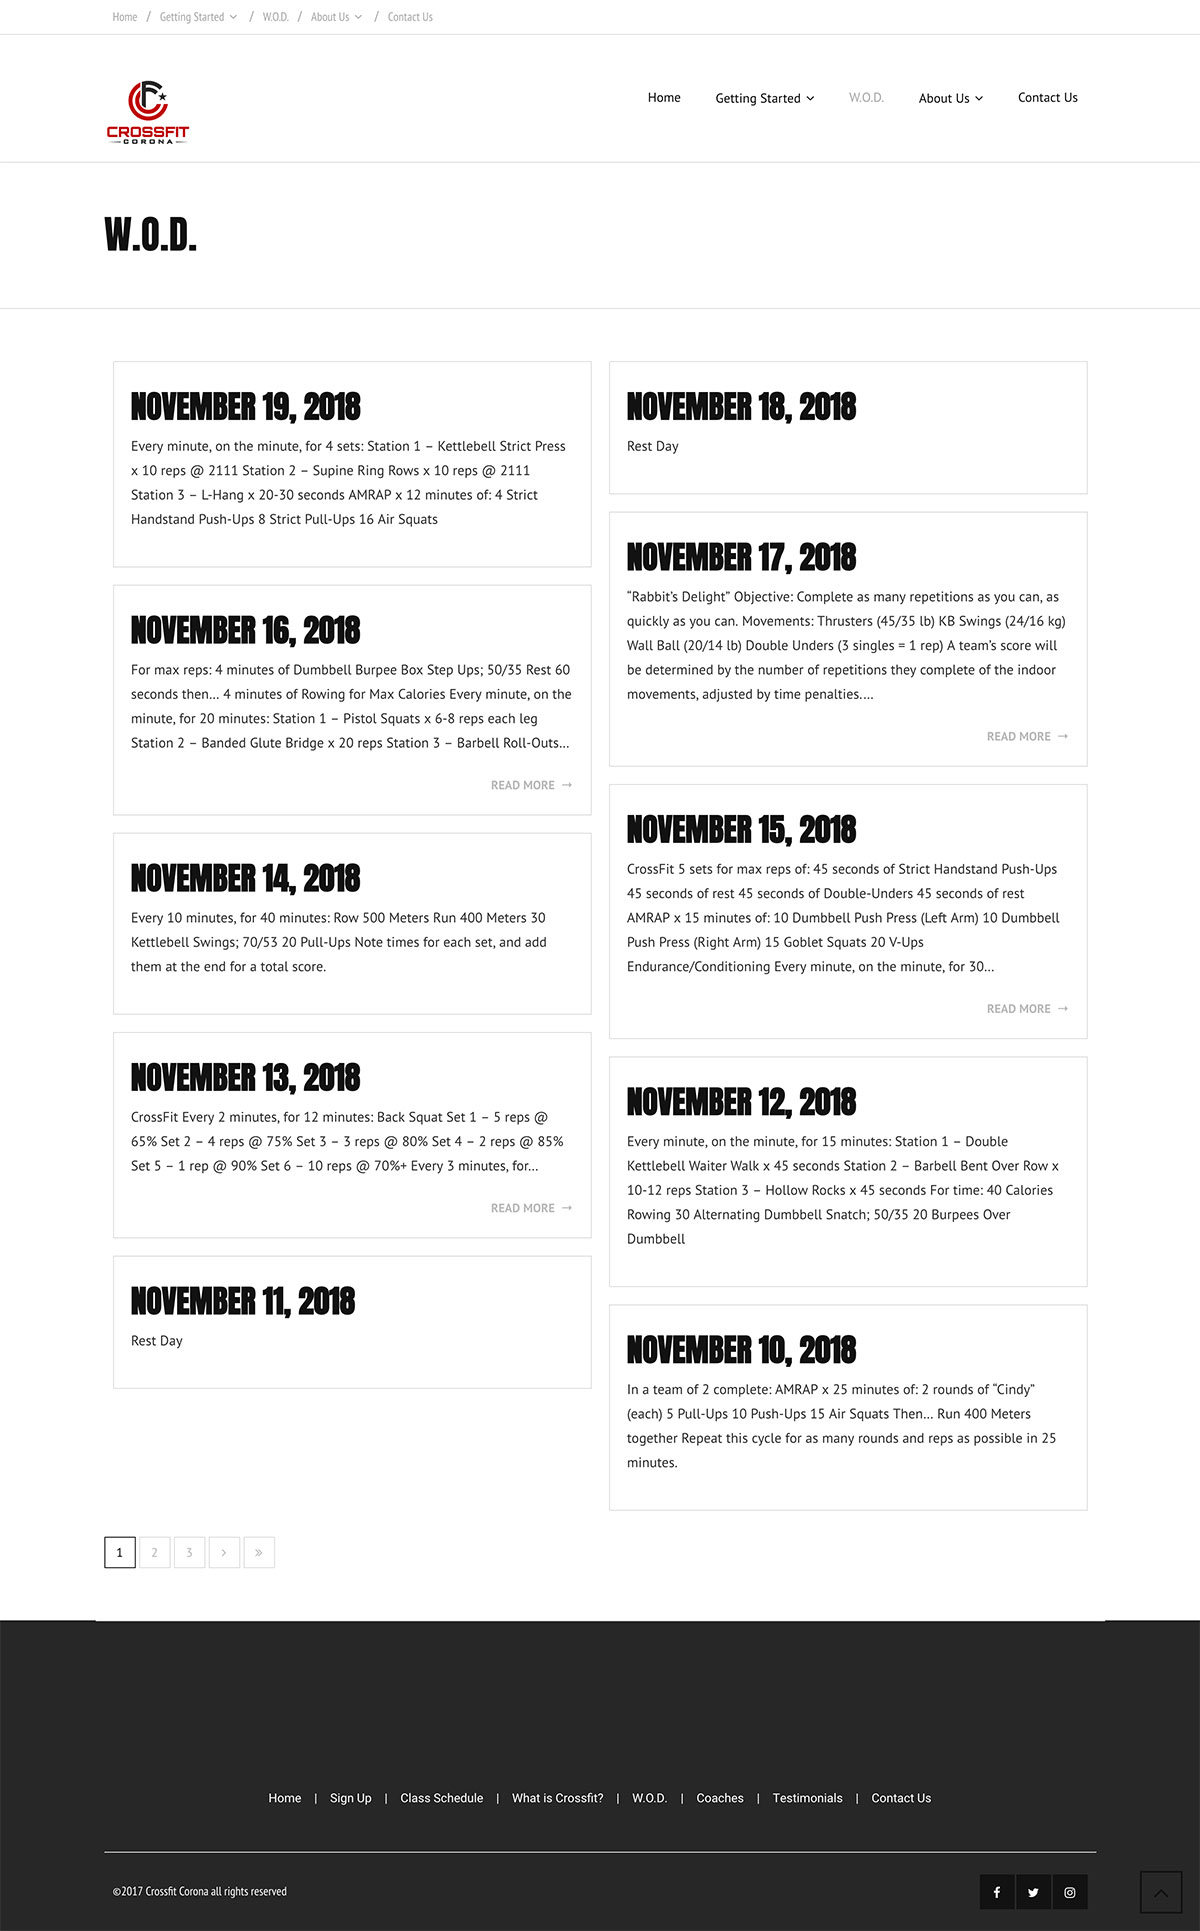 Home / Getting Started / W.O.D. / About Us / Contact Us
CROSSFIT
CORONA
Home Getting Started W.O.D. About Us Contact Us
W.O.D.
NOVEMBER 19, 2018
Every minute, on the minute, for 4 sets: Station 1 – Kettlebell Strict Press
x 10 reps @ 2111 Station 2 – Supine Ring Rows x 10 reps @ 2111
Station 3 – L-Hang x 20-30 seconds AMRAP x 12 minutes of: 4 Strict
Handstand Push-Ups 8 Strict Pull-Ups 16 Air Squats
NOVEMBER 18, 2018
Rest Day
NOVEMBER 17, 2018
“Rabbit’s Delight” Objective: Complete as many repetitions as you can, as
quickly as you can. Movements: Thrusters (45/35 lb) KB Swings (24/16 kg)
Wall Ball (20/14 lb) Double Unders (3 singles = 1 rep) A team’s score will
be determined by the number of repetitions they complete of the indoor
movements, adjusted by time penalties.…
READ MORE →
NOVEMBER 16, 2018
For max reps: 4 minutes of Dumbbell Burpee Box Step Ups; 50/35 Rest 60
seconds then… 4 minutes of Rowing for Max Calories Every minute, on the
minute, for 20 minutes: Station 1 – Pistol Squats x 6-8 reps each leg
Station 2 – Banded Glute Bridge x 20 reps Station 3 – Barbell Roll-Outs…
READ MORE →
NOVEMBER 15, 2018
CrossFit 5 sets for max reps of: 45 seconds of Strict Handstand Push-Ups
45 seconds of rest 45 seconds of Double-Unders 45 seconds of rest
AMRAP x 15 minutes of: 10 Dumbbell Push Press (Left Arm) 10 Dumbbell
Push Press (Right Arm) 15 Goblet Squats 20 V-Ups
Endurance/Conditioning Every minute, on the minute, for 30…
READ MORE →
NOVEMBER 14, 2018
Every 10 minutes, for 40 minutes: Row 500 Meters Run 400 Meters 30
Kettlebell Swings; 70/53 20 Pull-Ups Note times for each set, and add
them at the end for a total score.
NOVEMBER 13, 2018
CrossFit Every 2 minutes, for 12 minutes: Back Squat Set 1 – 5 reps @
65% Set 2 – 4 reps @ 75% Set 3 – 3 reps @ 80% Set 4 – 2 reps @ 85%
Set 5 – 1 rep @ 90% Set 6 – 10 reps @ 70%+ Every 3 minutes, for…
READ MORE →
NOVEMBER 12, 2018
Every minute, on the minute, for 15 minutes: Station 1 – Double
Kettlebell Waiter Walk x 45 seconds Station 2 – Barbell Bent Over Row x
10-12 reps Station 3 – Hollow Rocks x 45 seconds For time: 40 Calories
Rowing 30 Alternating Dumbbell Snatch; 50/35 20 Burpees Over
Dumbbell
NOVEMBER 11, 2018
Rest Day
NOVEMBER 10, 2018
In a team of 2 complete: AMRAP x 25 minutes of: 2 rounds of “Cindy”
(each) 5 Pull-Ups 10 Push-Ups 15 Air Squats Then… Run 400 Meters
together Repeat this cycle for as many rounds and reps as possible in 25
minutes.
1 2 3 › »
Home | Sign Up | Class Schedule | What is Crossfit? | W.O.D. | Coaches | Testimonials | Contact Us
©2017 Crossfit Corona all rights reserved